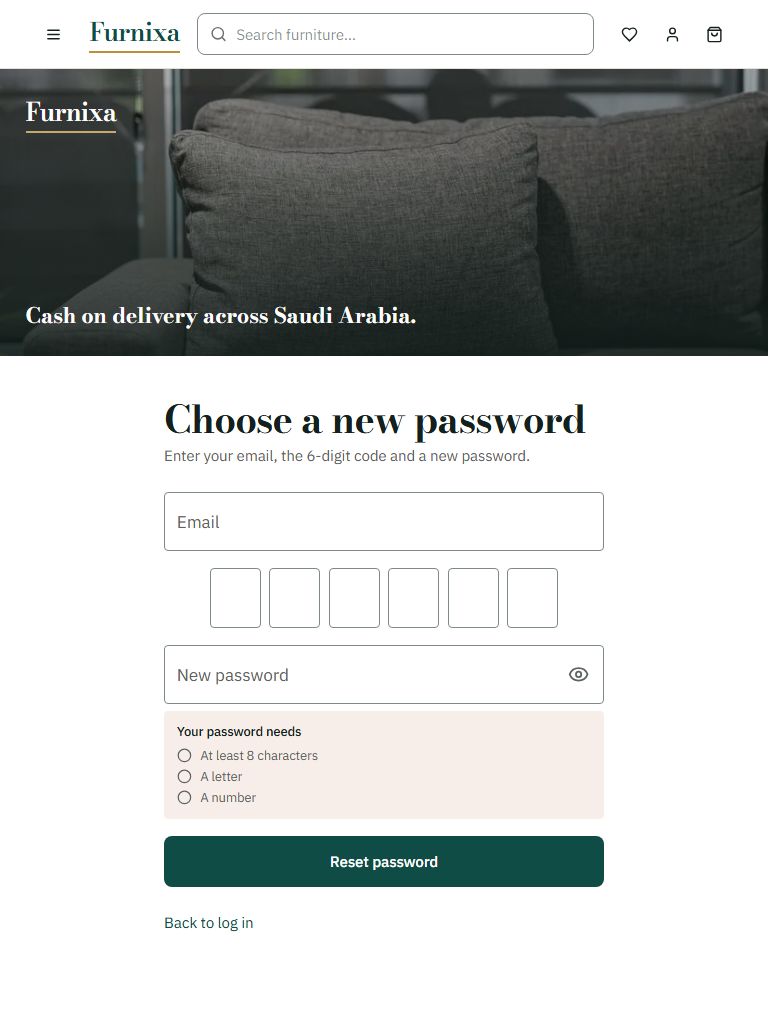 Furnixa
Search furniture...
Furnixa
Cash on delivery across Saudi Arabia.
Choose a new password
Enter your email, the 6-digit code and a new password.
Email
New password
Your password needs
At least 8 characters
A letter
A number
Reset password
Back to log in